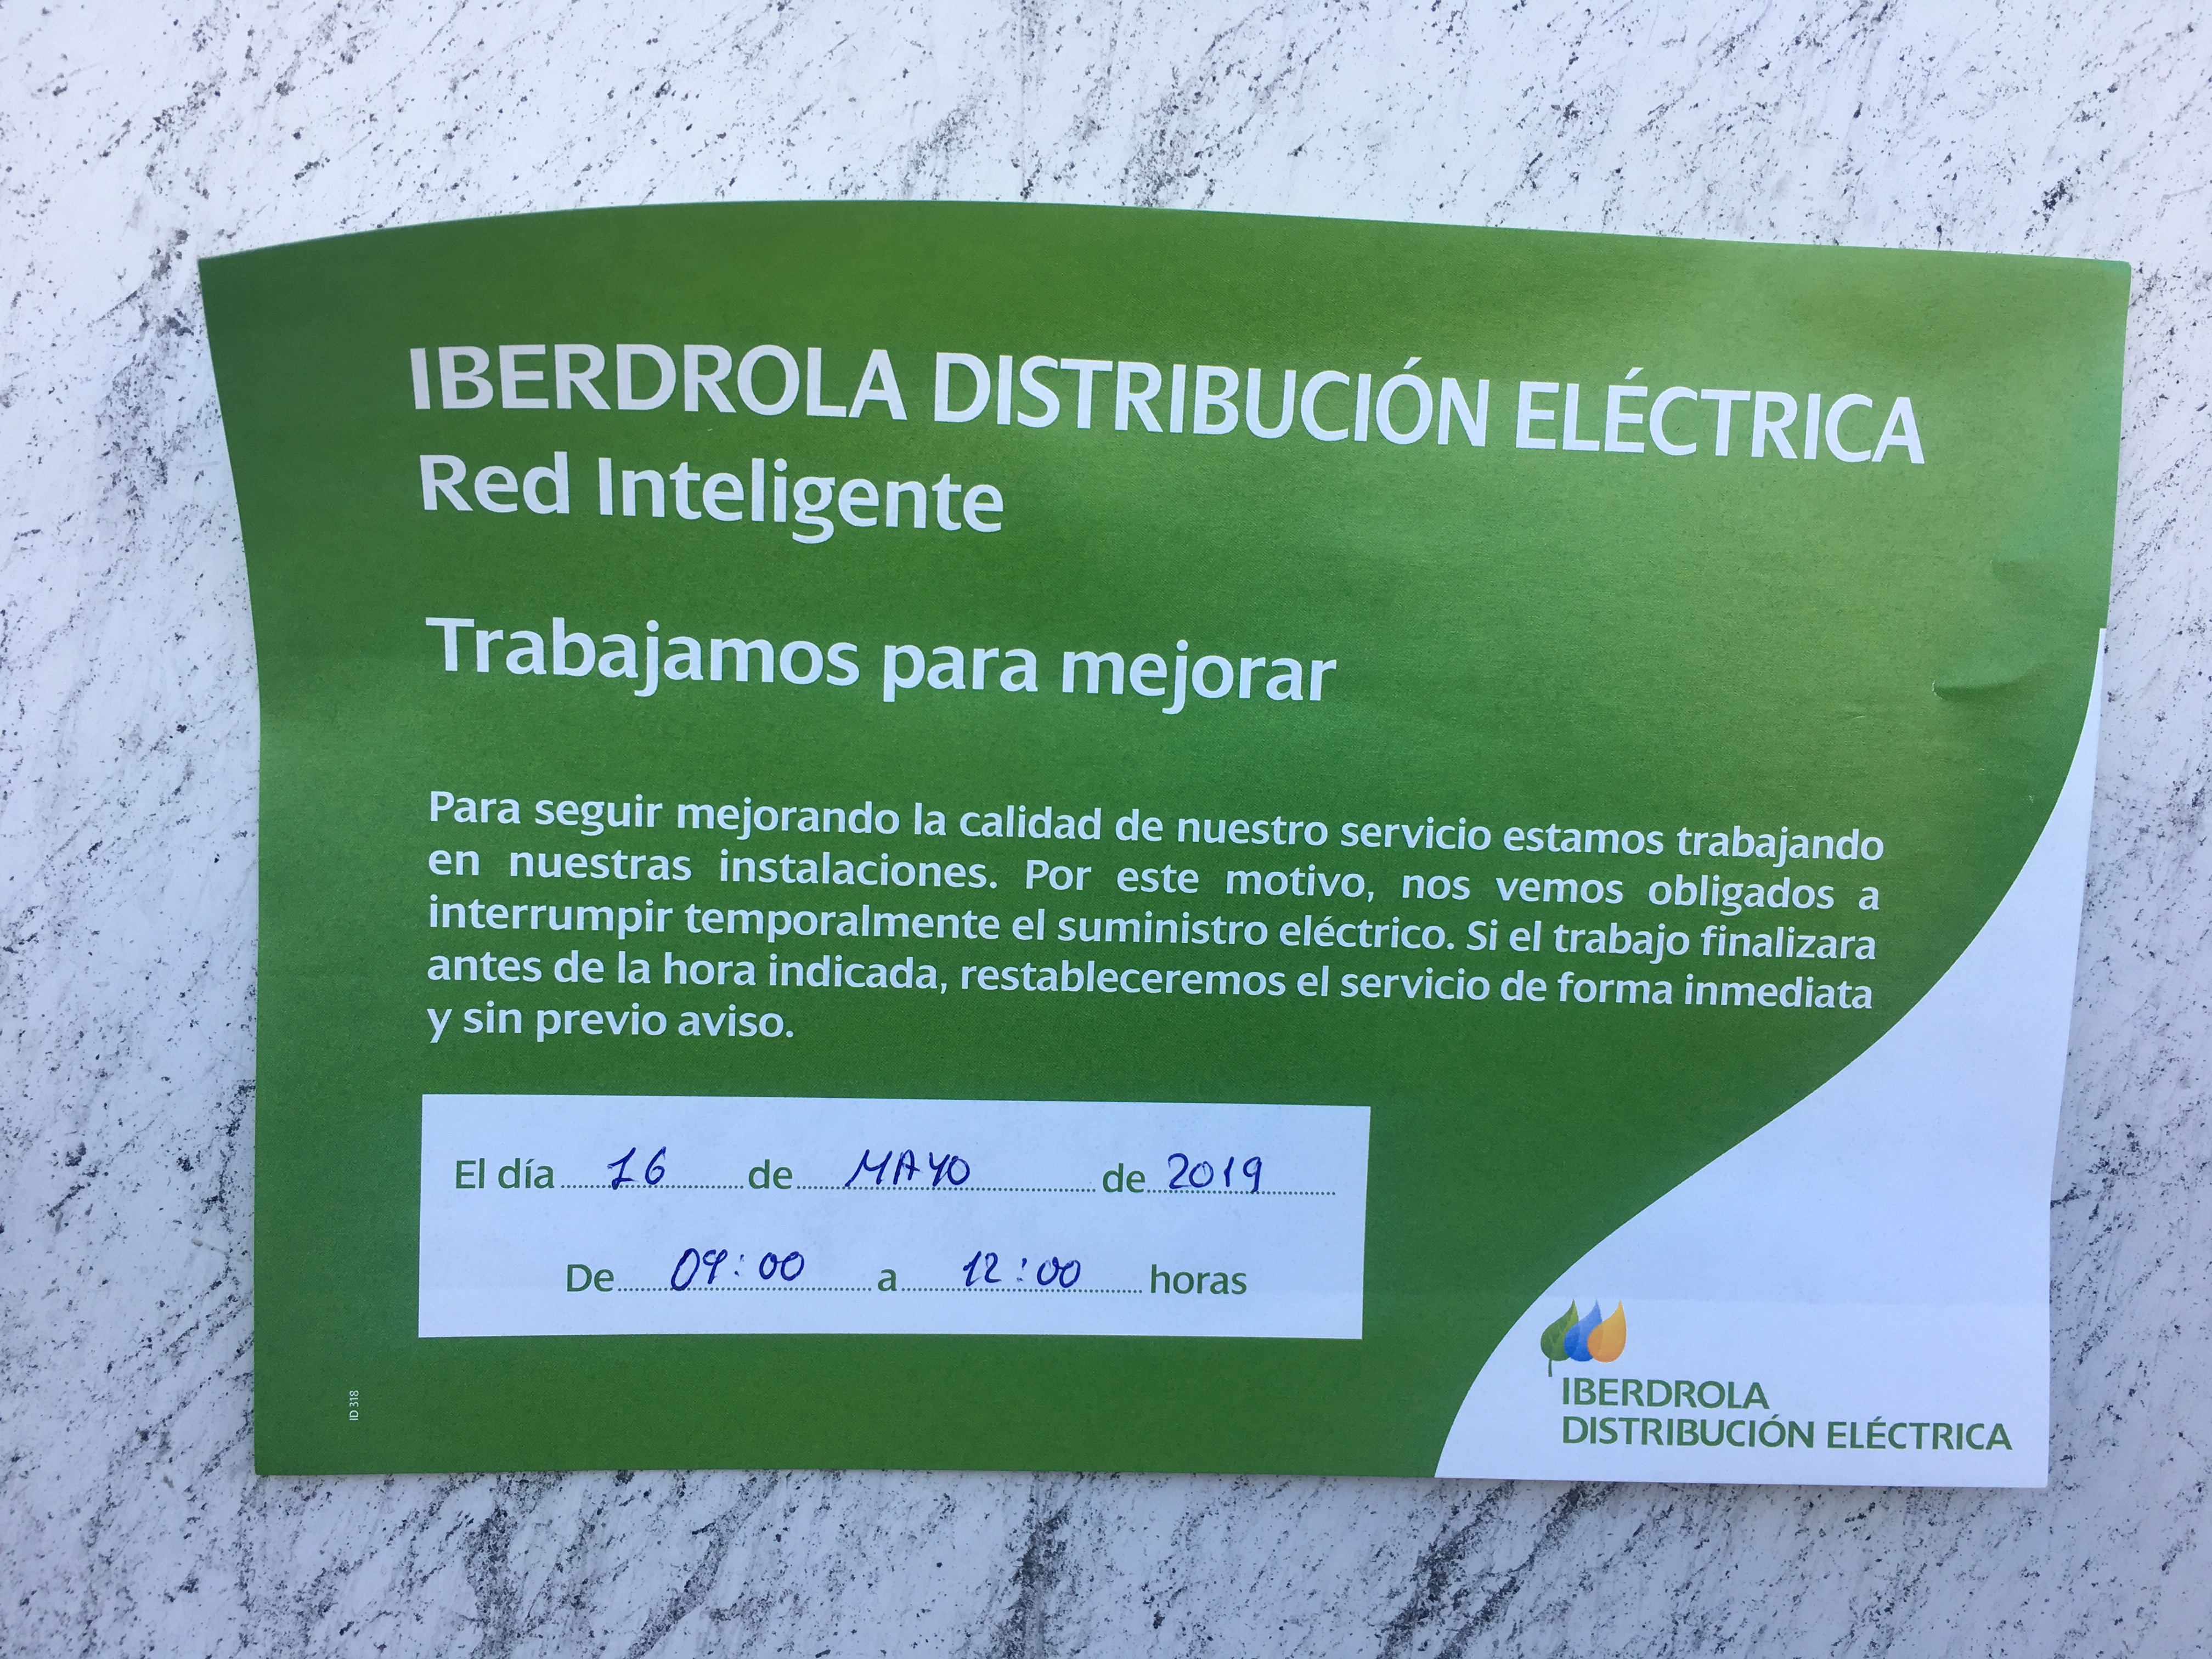 IBERDROLA DISTRIBUCIÓN ELÉCTRICA
Red Inteligente
Trabajamos para mejorar
Para seguir mejorando la calidad de nuestro servicio estamos trabajando
en nuestras instalaciones. Por este motivo, nos vemos obligados a
interrumpir temporalmente el suministro eléctrico. Si el trabajo finalizara
antes de la hora indicada, restableceremos el servicio de forma inmediata
y sin previo aviso.
El día 16 de MAYO de 2019
De 09:00 a 12:00 horas
ID 318
IBERDROLA
DISTRIBUCIÓN ELÉCTRICA